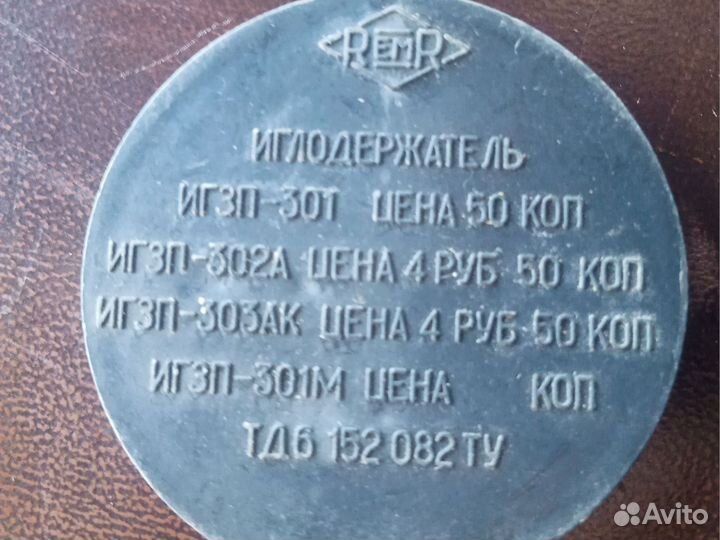 REMR
ИГЛОДЕРЖАТЕЛЬ
ИГЗП-301 ЦЕНА 50 КОП
ИГЗП-302А ЦЕНА 4 РУБ 50 КОП
ИГЗП-303АК ЦЕНА 4 РУБ 50 КОП
ИГЗП-301М ЦЕНА КОП
ТД6 152 082 ТУ
Avito